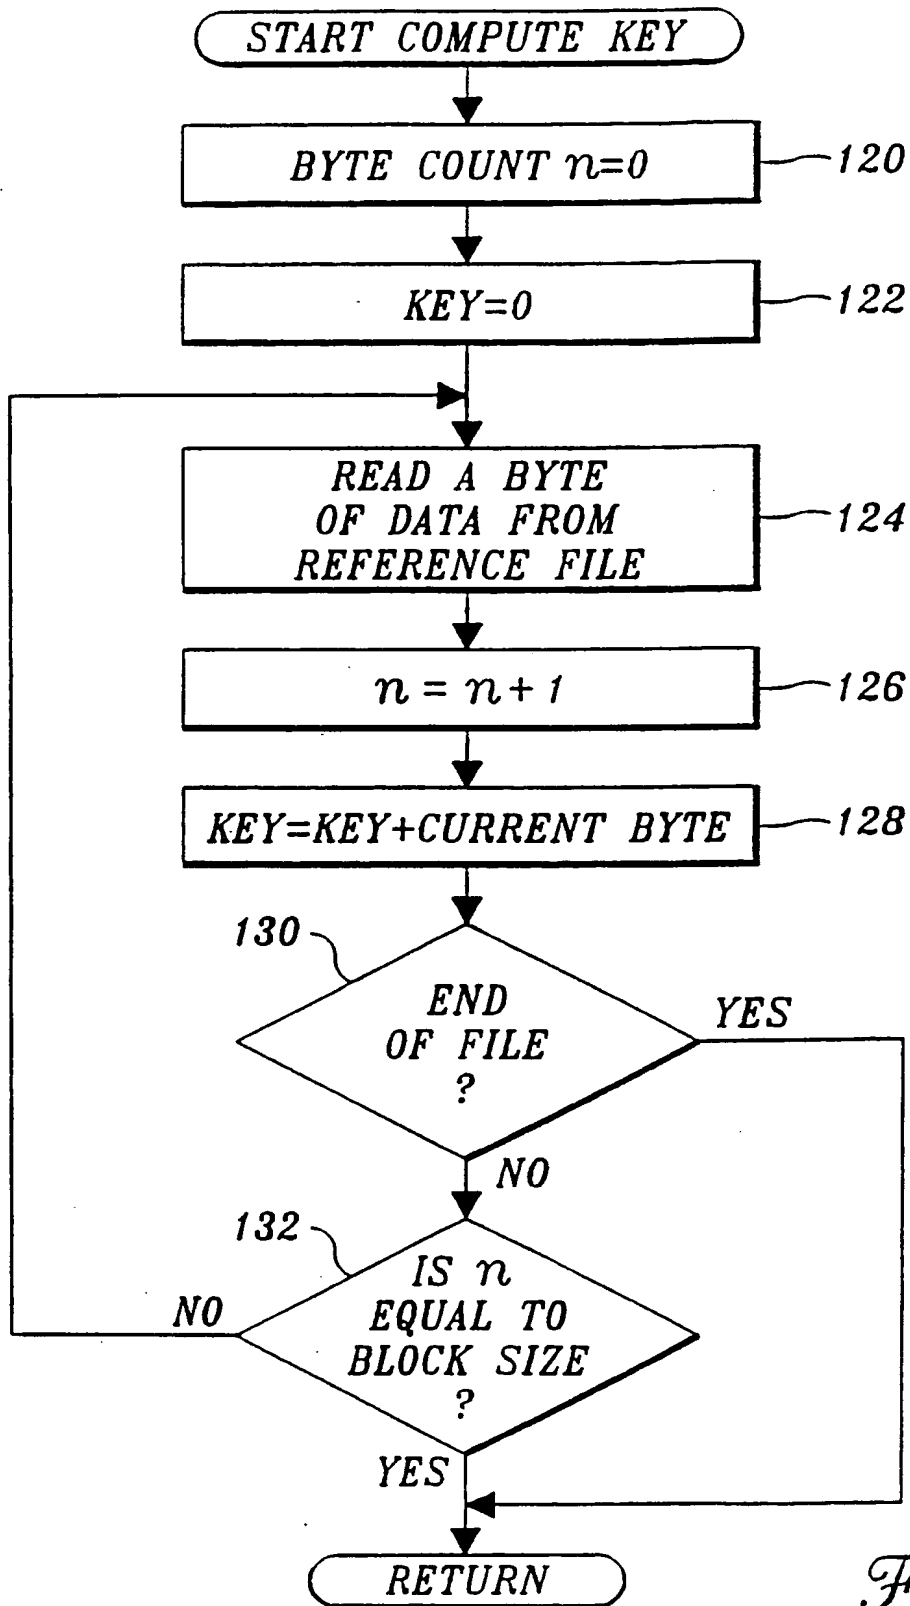 START COMPUTE KEY
BYTE COUNT n=0
120
KEY=0
122
READ A BYTE
OF DATA FROM
REFERENCE FILE
124
n = n + 1
126
KEY=KEY+CURRENT BYTE
128
130
END
OF FILE
?
YES
NO
132
IS n
EQUAL TO
BLOCK SIZE
?
NO
YES
RETURN